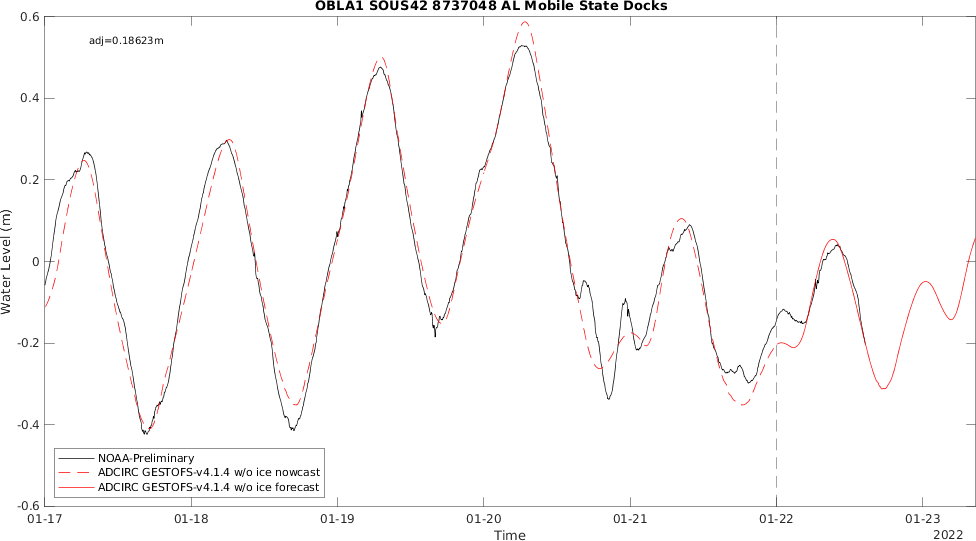 OBLA1 SOUS42 8737048 AL Mobile State Docks
adj=0.18623m
0.6
0.4
0.2
0
-0.2
-0.4
-0.6
Water Level (m)
NOAA-Preliminary
ADCIRC GESTOFS-v4.1.4 w/o ice nowcast
ADCIRC GESTOFS-v4.1.4 w/o ice forecast
01-17 01-18 01-19 01-20 01-21 01-22 01-23
Time
2022